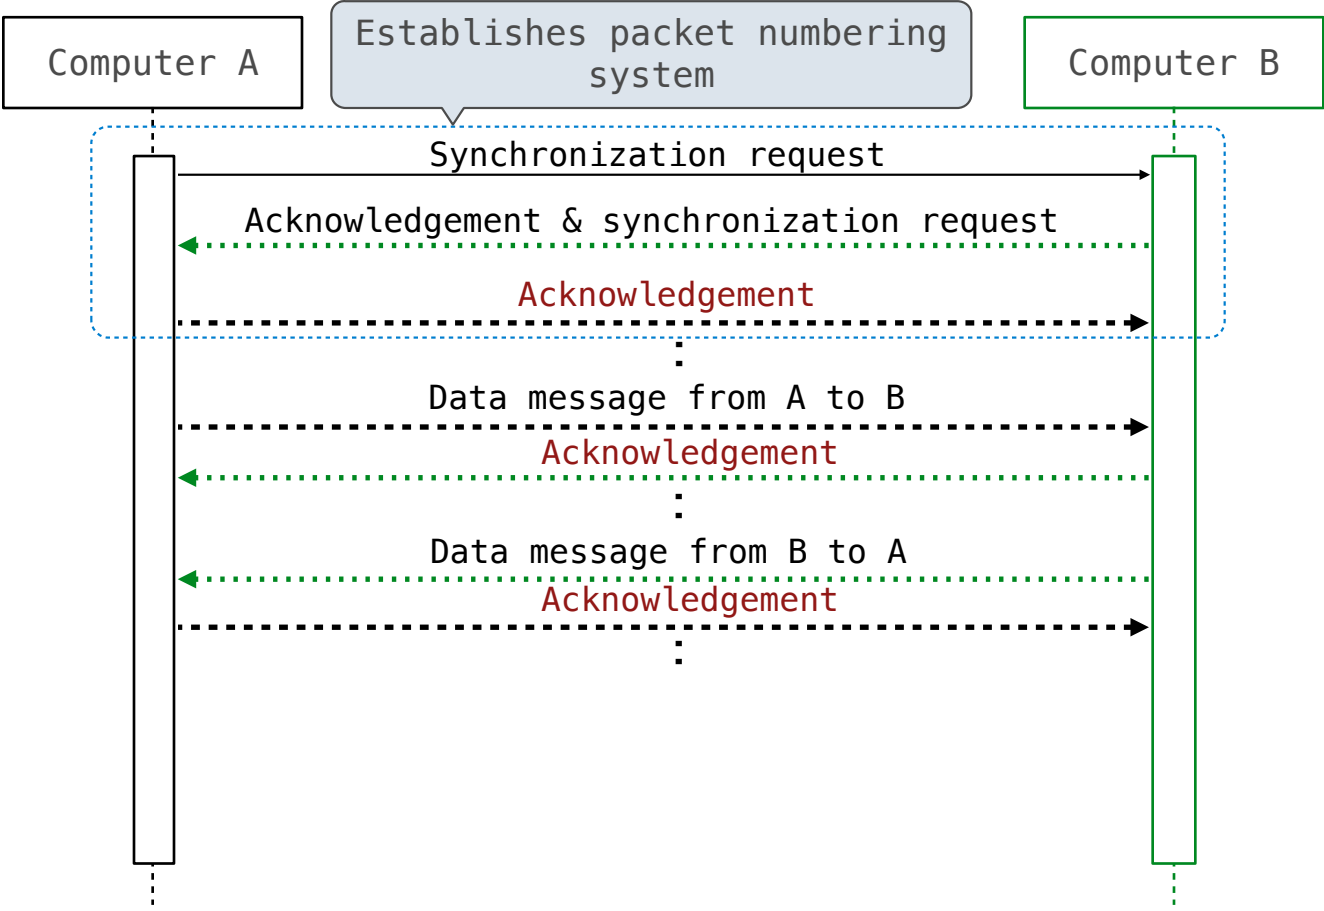 Establishes packet numbering
system
Computer A
Computer B
Synchronization request
Acknowledgement & synchronization request
Acknowledgement
:
Data message from A to B
Acknowledgement
:
Data message from B to A
Acknowledgement
: